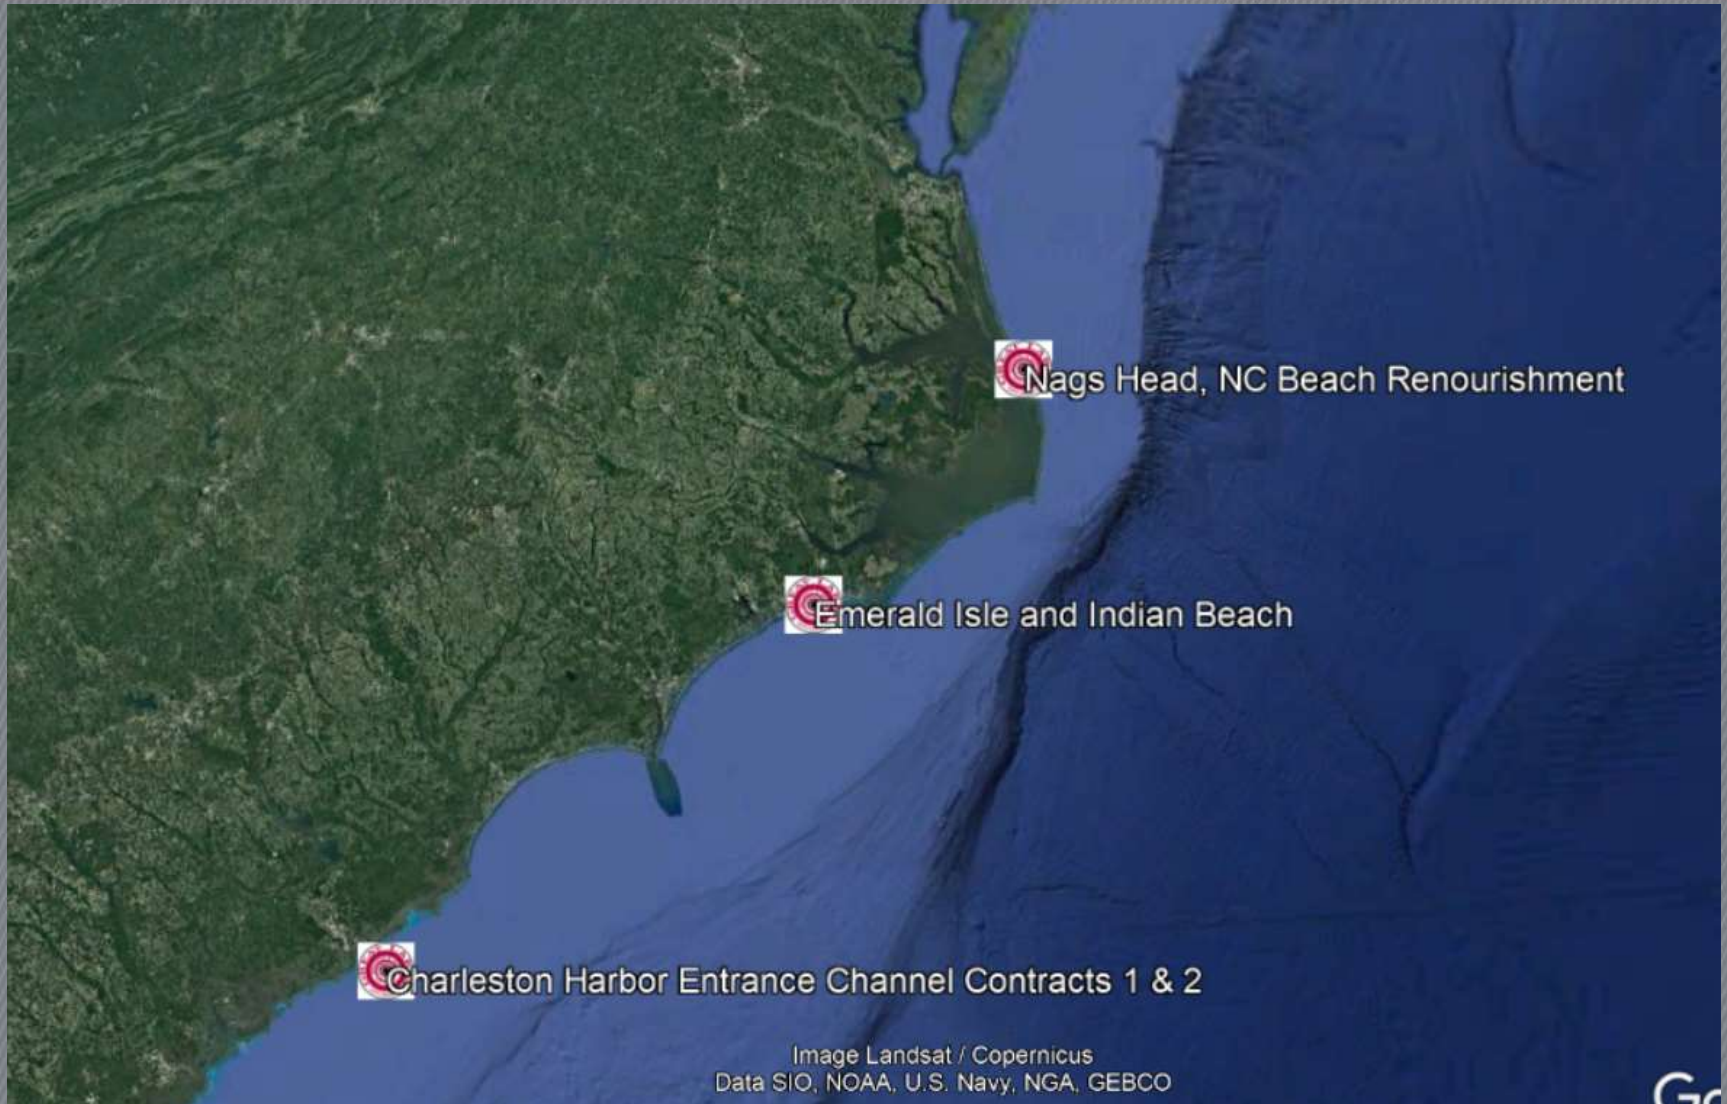 Nags Head, NC Beach Renourishment
Emerald Isle and Indian Beach
Charleston Harbor Entrance Channel Contracts 1 & 2
Image Landsat / Copernicus
Data SIO, NOAA, U.S. Navy, NGA, GEBCO